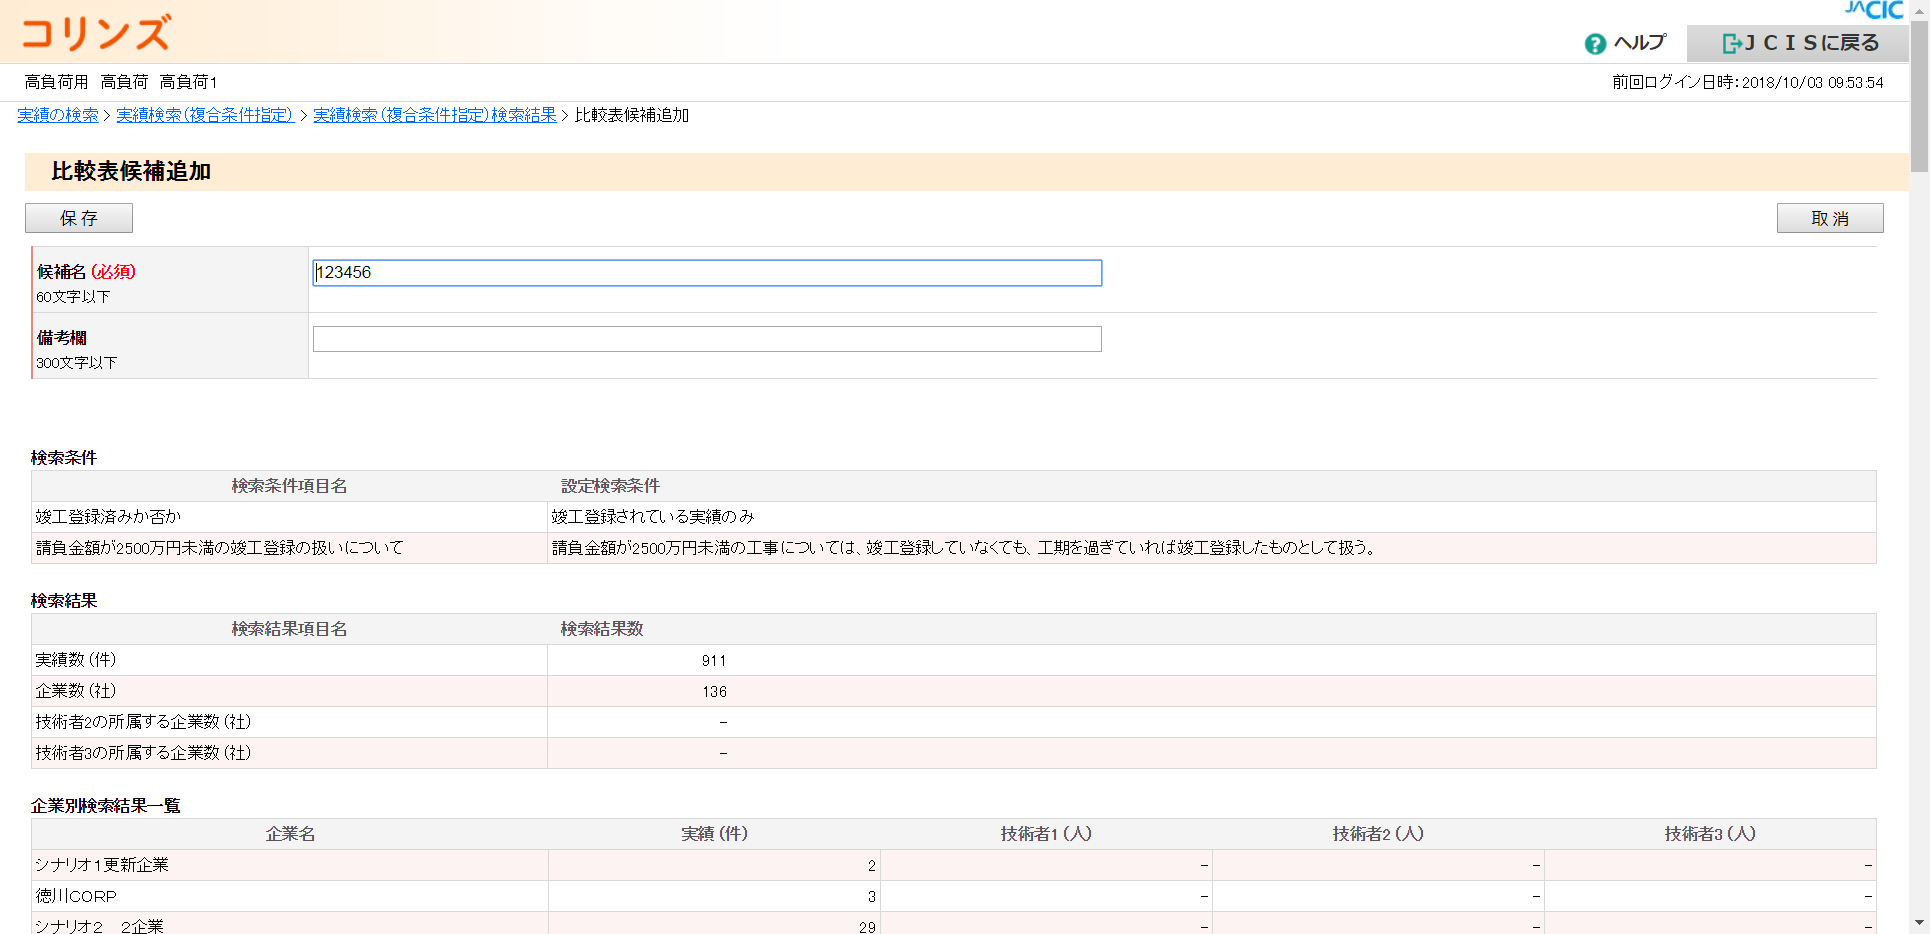 コリンズ
JACIC
ヘルプ
ＪＣＩＳに戻る
高負荷用 高負荷 高負荷1
前回ログイン日時：2018/10/03 09:53:54
実績の検索 > 実績検索（複合条件指定） > 実績検索（複合条件指定）検索結果 > 比較表候補追加
比較表候補追加
保存
取消
候補名（必須）
123456
60文字以下
備考欄
300文字以下
検索条件
検索条件項目名 設定検索条件
竣工登録済みか否か 竣工登録されている実績のみ
請負金額が2500万円未満の竣工登録の扱いについて 請負金額が2500万円未満の工事については、竣工登録していなくても、工期を過ぎていれば竣工登録したものとして扱う。
検索結果
検索結果項目名 検索結果数
実績数（件） 911
企業数（社） 136
技術者2の所属する企業数（社） −
技術者3の所属する企業数（社） −
企業別検索結果一覧
企業名 実績（件） 技術者1（人） 技術者2（人） 技術者3（人）
シナリオ１更新企業 2 − − −
徳川CORP 3 − − −
シナリオ２　２企業 29 − − −